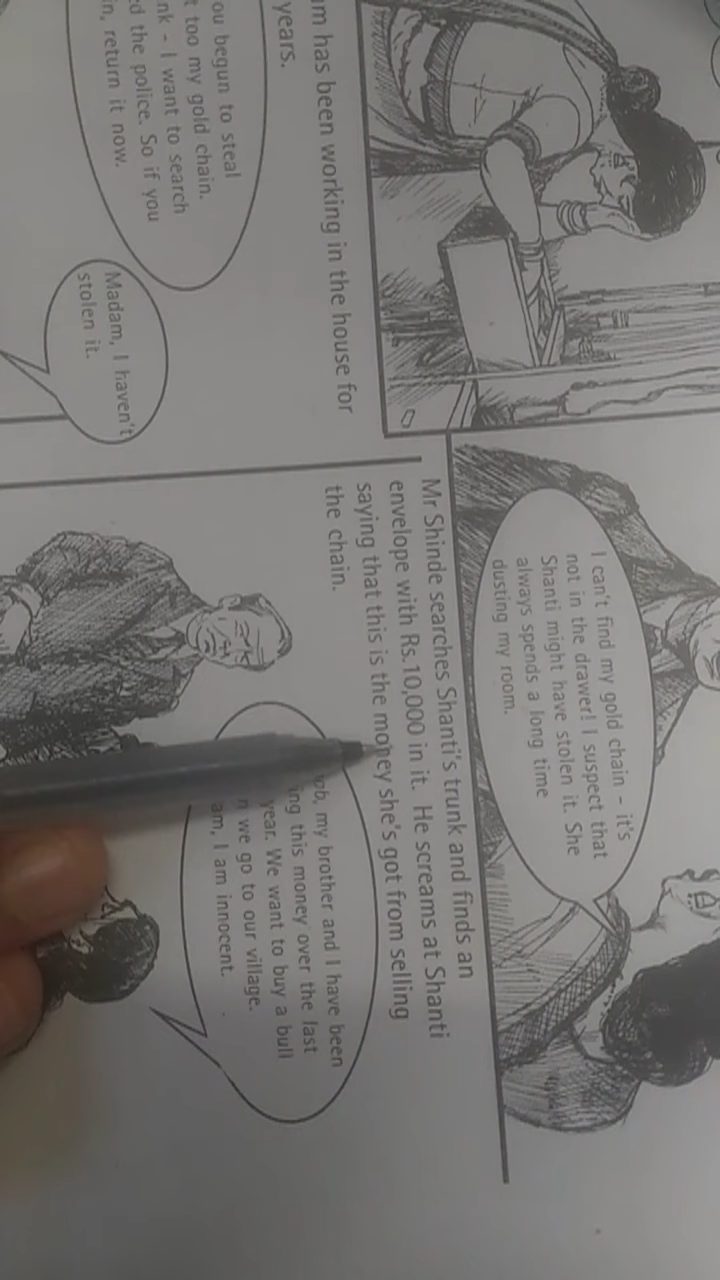 I can't find my gold chain – it's
not in the drawer! I suspect that
Shanti might have stolen it. She
always spends a long time
dusting my room.
m has been working in the house for
years.
ou begun to steal
too my gold chain.
nk – I want to search
ed the police. So if you
in, return it now.
Madam, I haven't
stolen it.
Mr Shinde searches Shanti's trunk and finds an
envelope with Rs.10,000 in it. He screams at Shanti
saying that this is the money she's got from selling
the chain.
ob, my brother and I have been
ing this money over the last
year. We want to buy a bull
n we go to our village.
am, I am innocent.